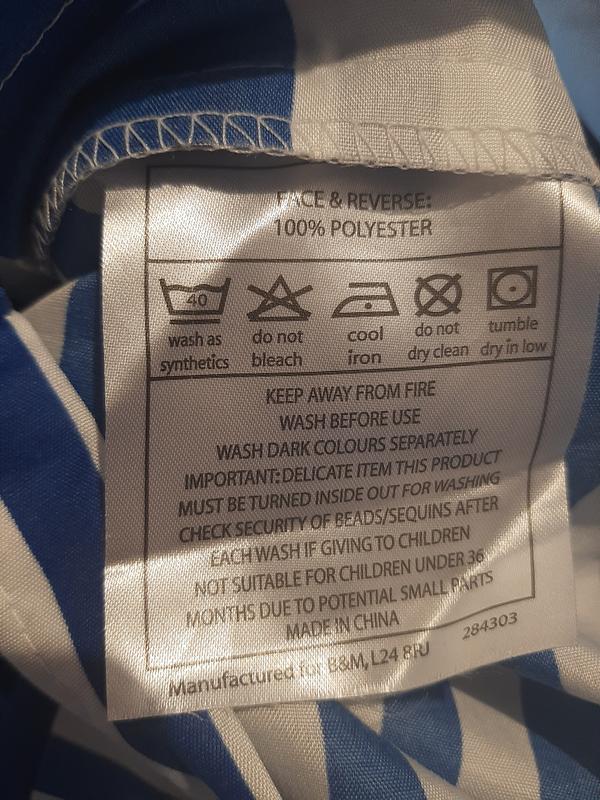 FACE & REVERSE:
100% POLYESTER
40
wash as synthetics
do not bleach
cool iron
do not dry clean
tumble dry in low
KEEP AWAY FROM FIRE
WASH BEFORE USE
WASH DARK COLOURS SEPARATELY
IMPORTANT: DELICATE ITEM THIS PRODUCT
MUST BE TURNED INSIDE OUT FOR WASHING
CHECK SECURITY OF BEADS/SEQUINS AFTER
EACH WASH IF GIVING TO CHILDREN
NOT SUITABLE FOR CHILDREN UNDER 36
MONTHS DUE TO POTENTIAL SMALL PARTS
MADE IN CHINA
284303
Manufactured for B&M, L24 8RJ